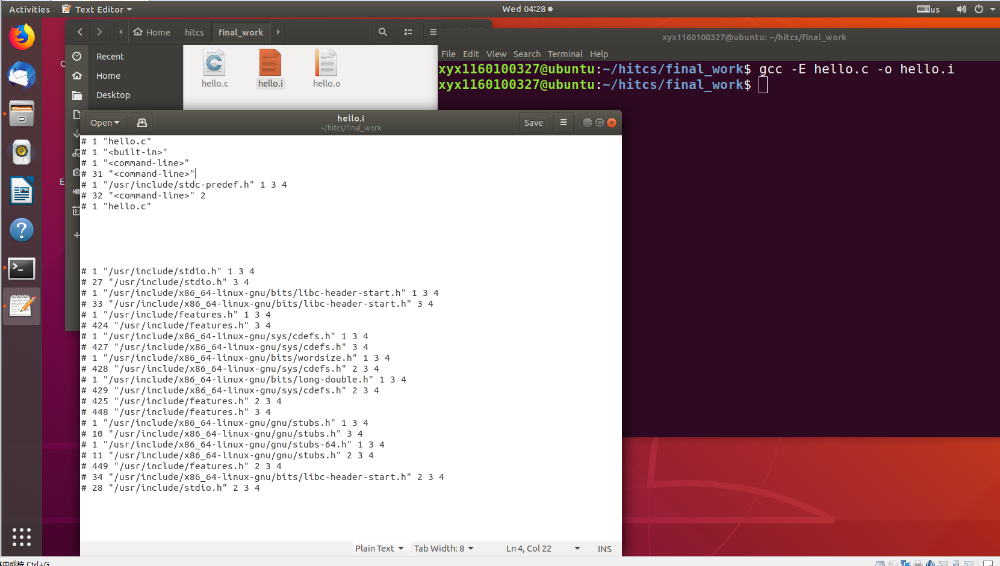 Activities
Text Editor
Wed 04:28
us
Home
hitcs
final_work
Recent
Home
Desktop
hello.c
hello.i
hello.o
xyx1160100327@ubuntu: ~/hitcs/final_work
File Edit View Search Terminal Help
xyx1160100327@ubuntu:~/hitcs/final_work$ gcc -E hello.c -o hello.i
xyx1160100327@ubuntu:~/hitcs/final_work$
Open
hello.i
~/hitcs/final_work
Save
# 1 "hello.c"
# 1 "<built-in>"
# 1 "<command-line>"
# 31 "<command-line>"
# 1 "/usr/include/stdc-predef.h" 1 3 4
# 32 "<command-line>" 2
# 1 "hello.c"
# 1 "/usr/include/stdio.h" 1 3 4
# 27 "/usr/include/stdio.h" 3 4
# 1 "/usr/include/x86_64-linux-gnu/bits/libc-header-start.h" 1 3 4
# 33 "/usr/include/x86_64-linux-gnu/bits/libc-header-start.h" 3 4
# 1 "/usr/include/features.h" 1 3 4
# 424 "/usr/include/features.h" 3 4
# 1 "/usr/include/x86_64-linux-gnu/sys/cdefs.h" 1 3 4
# 427 "/usr/include/x86_64-linux-gnu/sys/cdefs.h" 3 4
# 1 "/usr/include/x86_64-linux-gnu/bits/wordsize.h" 1 3 4
# 428 "/usr/include/x86_64-linux-gnu/sys/cdefs.h" 2 3 4
# 1 "/usr/include/x86_64-linux-gnu/bits/long-double.h" 1 3 4
# 429 "/usr/include/x86_64-linux-gnu/sys/cdefs.h" 2 3 4
# 425 "/usr/include/features.h" 2 3 4
# 448 "/usr/include/features.h" 3 4
# 1 "/usr/include/x86_64-linux-gnu/gnu/stubs.h" 1 3 4
# 10 "/usr/include/x86_64-linux-gnu/gnu/stubs.h" 3 4
# 1 "/usr/include/x86_64-linux-gnu/gnu/stubs-64.h" 1 3 4
# 11 "/usr/include/x86_64-linux-gnu/gnu/stubs.h" 2 3 4
# 449 "/usr/include/features.h" 2 3 4
# 34 "/usr/include/x86_64-linux-gnu/bits/libc-header-start.h" 2 3 4
# 28 "/usr/include/stdio.h" 2 3 4
Plain Text
Tab Width: 8
Ln 4, Col 22
INS
Ctrl+G